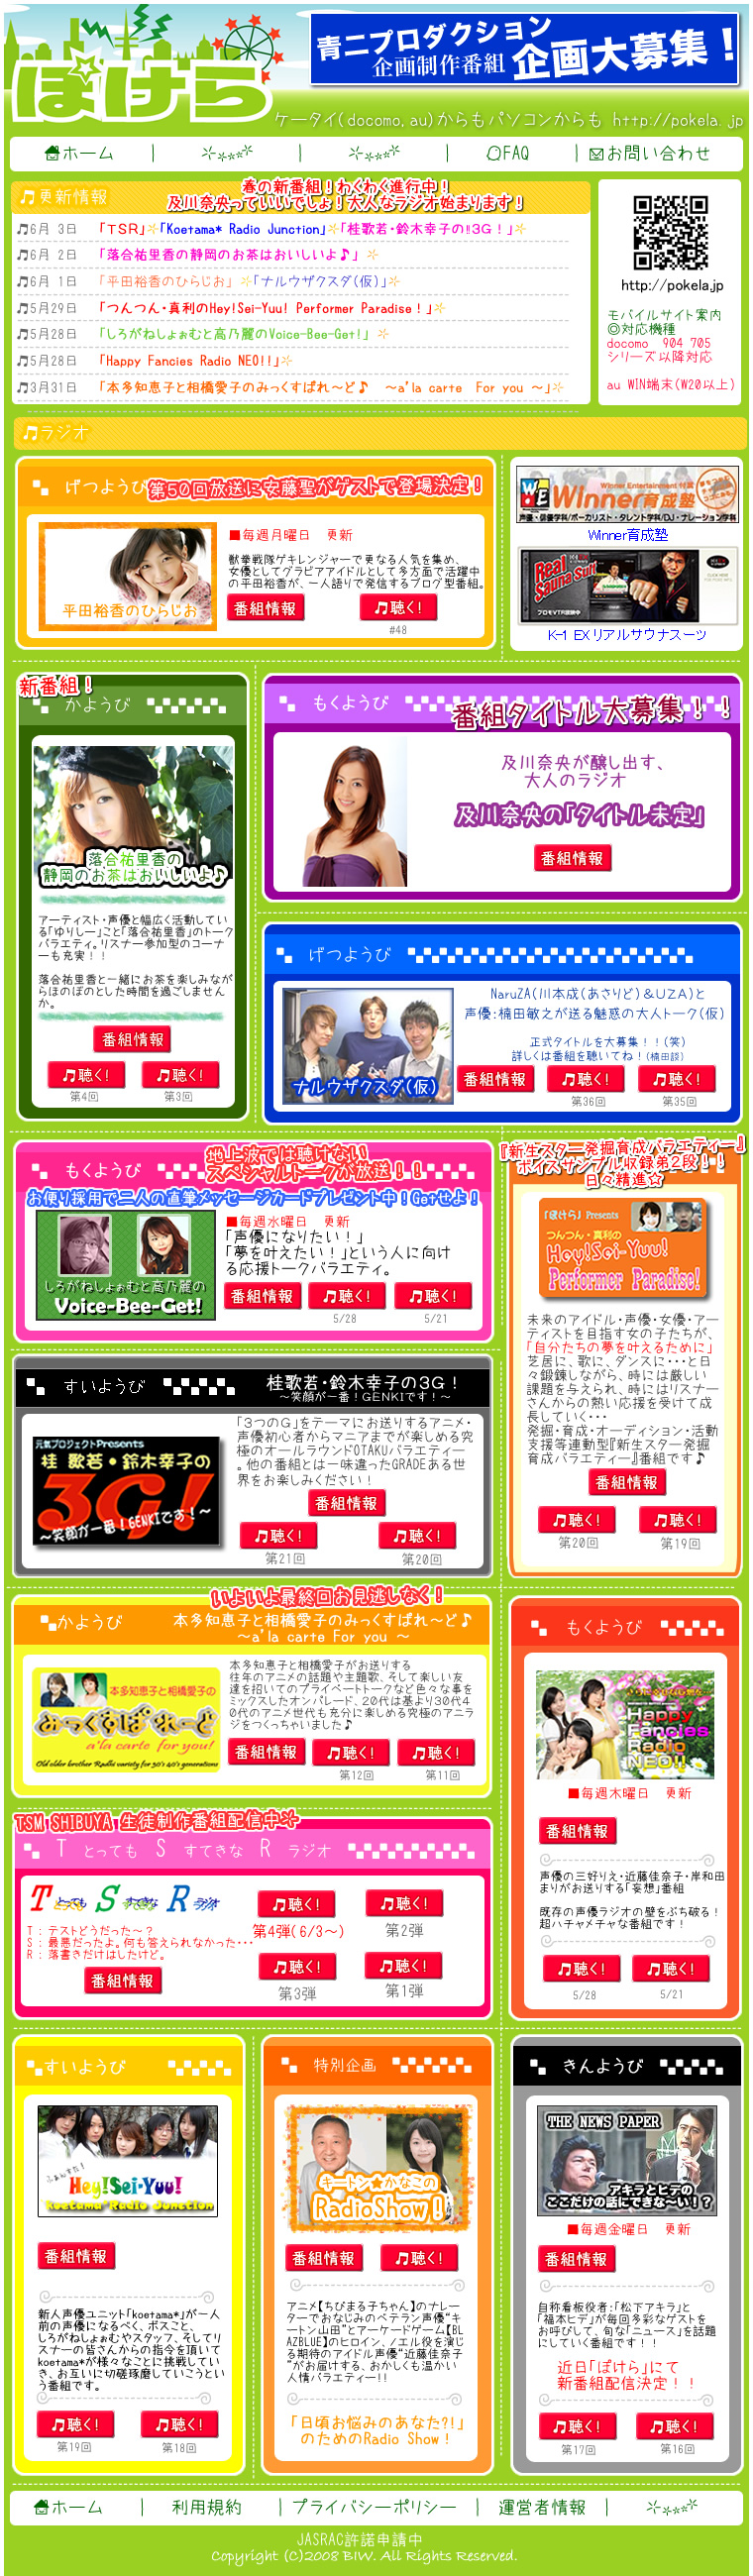 ぽけら
青二プロダクション
企画制作番組 企画大募集！
ケータイ(docomo,au)からもパソコンからも http://pokela.jp
ホーム
FAQ
お問い合わせ
更新情報
春の新番組！わくわく進行中！
及川奈央っていいでしょ！大人なラジオ始まります！
6月 3日 「TSR」☆「Koetama* Radio Junction」☆「桂歌若・鈴木幸子の!!3G！」☆
6月 2日 「落合祐里香の静岡のお茶はおいしいよ♪」☆
6月 1日 「平田裕香のひらじお」☆「ナルウザクスダ(仮)」☆
5月29日 「つんつん・真利のHey!Sei-Yuu! Performer Paradise！」☆
5月28日 「しろがねしょぉむと高乃麗のVoice-Bee-Get!」☆
5月28日 「Happy Fancies Radio NEO!!」☆
3月31日 「本多知恵子と相橋愛子のみっくすぱれ～ど♪ ～a'la carte For you ～」☆
http://pokela.jp
モバイルサイト案内
◎対応機種
docomo 904 705
シリーズ以降対応
au WIN端末(W20以上)
ラジオ
げつようび
第50回放送に安藤聖がゲストで登場決定！
平田裕香のひらじお
■毎週月曜日 更新
獣拳戦隊ゲキレンジャーで更なる人気を集め、
女優としてグラビアアイドルとして多方面で活躍中
の平田裕香が、一人語りで発信するブログ型番組。
番組情報 聴く!
#48
Winner Entertainment 付属
Winner育成塾
声優・俳優学科/ボーカリスト・タレント学科/DJ・ナレーション学科
Winner育成塾
Real Sauna Suit
プロモVTR試聴中
K-1 EXリアルサウナスーツ
新番組！
かようび
落合祐里香の
静岡のお茶はおいしいよ♪
アーティスト・声優と幅広く活動してい
る「ゆりしー」こと「落合祐里香」のトーク
バラエティ。リスナー参加型のコーナ
ーも充実！！
落合祐里香と一緒にお茶を楽しみなが
らほのぼのとした時間を過ごしません
か。
番組情報
聴く! 聴く!
第4回 第3回
もくようび
番組タイトル大募集！！
及川奈央が醸し出す、
大人のラジオ
及川奈央の「タイトル未定」
番組情報
げつようび
ナルウザクスダ(仮)
NaruZA(川本成(あさりど)＆UZA)と
声優：楠田敏之が送る魅惑の大人トーク(仮)
正式タイトルを大募集！！(笑)
詳しくは番組を聴いてね！(楠田談)
番組情報 聴く! 聴く!
第36回 第35回
もくようび
地上波では聴けない
スペシャルトークが放送！！
お便り採用で二人の直筆メッセージカードプレゼント中！Getせよ！
しろがねしょぉむと高乃麗の
Voice-Bee-Get!
■毎週水曜日 更新
「声優になりたい！」
「夢を叶えたい！」という人に向け
る応援トークバラエティ。
番組情報 聴く! 聴く!
5/28 5/21
『新生スター発掘育成バラエティー』
ボイスサンプル収録第2段！！
日々精進☆
「ぽけら」Presents
つんつん・真利の
Hey!Sei-Yuu!
Performer Paradise!
未来のアイドル・声優・女優・アー
ティストを目指す女の子たちが、
「自分たちの夢を叶えるために」
芝居に、歌に、ダンスに・・・と日
々鍛錬しながら、時には厳しい
課題を与えられ、時にはリスナー
さんからの熱い応援を受けて成
長していく・・・
発掘・育成・オーディション・活動
支援等連動型『新生スター発掘
育成バラエティー』番組です♪
番組情報
聴く! 聴く!
第20回 第19回
すいようび
桂歌若・鈴木幸子の3G！
～笑顔が一番！GENKIです！～
元気プロジェクトPresents
桂 歌若・鈴木幸子の
3G!
～笑顔が一番！GENKIです！～
「3つのG」をテーマにお送りするアニメ・
声優初心者からマニアまでが楽しめる究
極のオールラウンドOTAKUバラエティー
。他の番組とは一味違ったGRADEある世
界をお楽しみください！
番組情報
聴く! 聴く!
第21回 第20回
いよいよ最終回お見逃しなく！
かようび
本多知恵子と相橋愛子のみっくすぱれ～ど♪
～a'la carte For you ～
本多知恵子と相橋愛子の
みっくすぱれーど
a'la carte for you!
Old older brother Radio variety for 30's 40's generations
本多知恵子と相橋愛子がお送りする
往年のアニメの話題や主題歌、そして楽しい友
達を招いてのプライベートトークなど色々な事を
ミックスしたオンパレード、20代は基より30代4
0代のアニメ世代も充分に楽しめる究極のアニラ
ジをつくっちゃいました♪
番組情報 聴く! 聴く!
第12回 第11回
もくようび
Happy
Fancies
Radio
NEO!!
■毎週木曜日 更新
番組情報
声優の三好りえ・近藤佳奈子・岸和田
まりがお送りする「妄想」番組
既存の声優ラジオの壁をぶち破る！
超ハチャメチャな番組です！
聴く! 聴く!
5/28 5/21
TSM SHIBUYA 生徒制作番組配信中☆
T とっても S すてきな R ラジオ
T とっても S すてきな R ラジオ
T：テストどうだった～？
S：最悪だったよ。何も答えられなかった・・・
R：落書きだけはしたけど。
番組情報
聴く! 聴く!
第4弾(6/3～) 第2弾
聴く! 聴く!
第3弾 第1弾
すいようび
Hey!Sei-Yuu!
Koetama*Radio Junction
番組情報
新人声優ユニット「koetama*」が一人
前の声優になるべく、ボスこと、
しろがねしょぉむやスタッフ、そしてリ
スナーの皆さんからの指令を頂いて
koetama*が様々なことに挑戦してい
き、お互いに切磋琢磨していこうとい
う番組です。
聴く! 聴く!
第19回 第18回
特別企画
キートン★かなこの
RadioShow!
番組情報 聴く!
アニメ【ちびまる子ちゃん】のナレー
ターでおなじみのベテラン声優“キ
ートン山田”とアーケードゲーム【BL
AZBLUE】のヒロイン、ノエル役を演じ
る期待のアイドル声優“近藤佳奈子
”がお届けする、おかしくも温かい
人情バラエティー!!
「日頃お悩みのあなた?!」
のためのRadio Show！
きんようび
THE NEWS PAPER
アキラとヒデの
ここだけの話にできな～い！？
■毎週金曜日 更新
番組情報
自称看板役者:「松下アキラ」と
「福本ヒデ」が毎回多彩なゲストを
お呼びして、旬な「ニュース」を話題
にしていく番組です！！
近日「ぽけら」にて
新番組配信決定！！
聴く! 聴く!
第17回 第16回
ホーム
利用規約
プライバシーポリシー
運営者情報
JASRAC許諾申請中
Copyright (C)2008 BIW. All Rights Reserved.